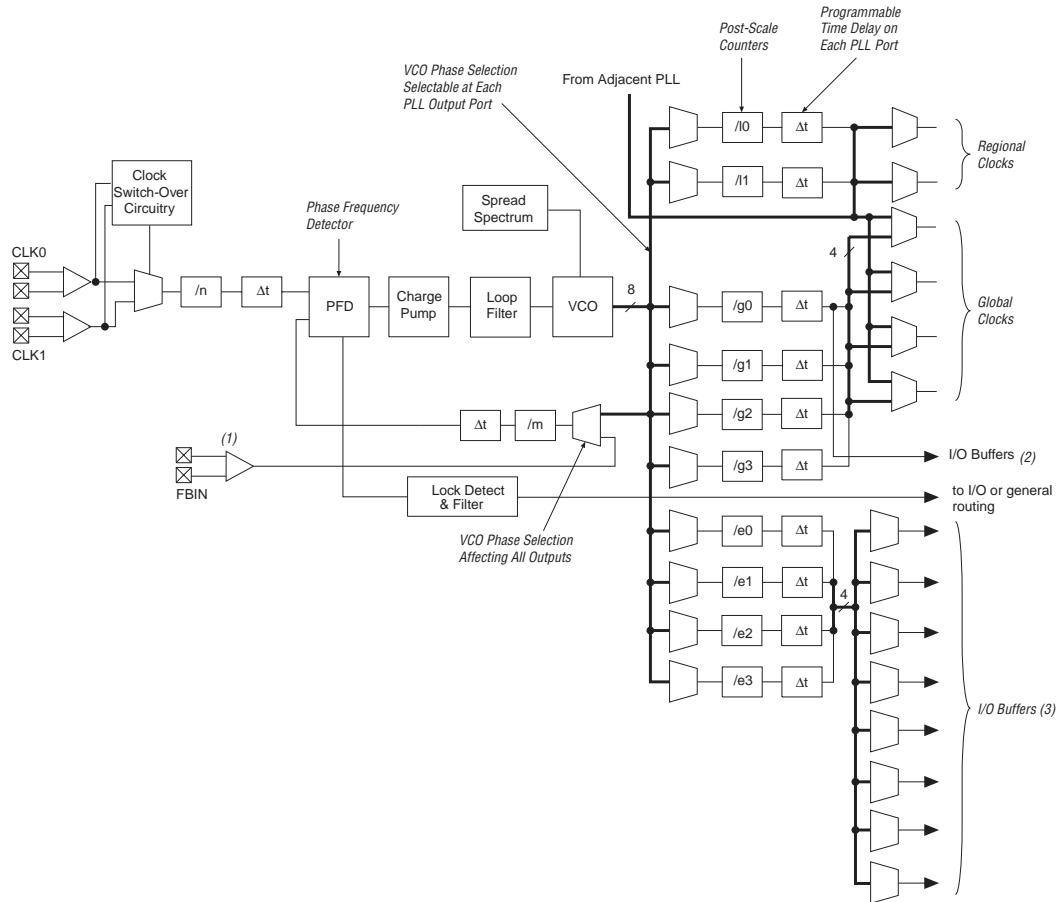 Programmable
Time Delay on
Each PLL Port
Post-Scale
Counters
VCO Phase Selection
Selectable at Each
PLL Output Port
From Adjacent PLL
/l0
Δt
Regional
Clocks
/l1
Δt
Clock
Switch-Over
Circuitry
Spread
Spectrum
Phase Frequency
Detector
4
CLK0
/n
Δt
PFD
Charge
Pump
Loop
Filter
VCO
8
/g0
Δt
Global
Clocks
CLK1
/g1
Δt
Δt
/m
/g2
Δt
(1)
FBIN
/g3
Δt
I/O Buffers (2)
Lock Detect
& Filter
to I/O or general
routing
VCO Phase Selection
Affecting All Outputs
/e0
Δt
/e1
Δt
4
/e2
Δt
/e3
Δt
I/O Buffers (3)